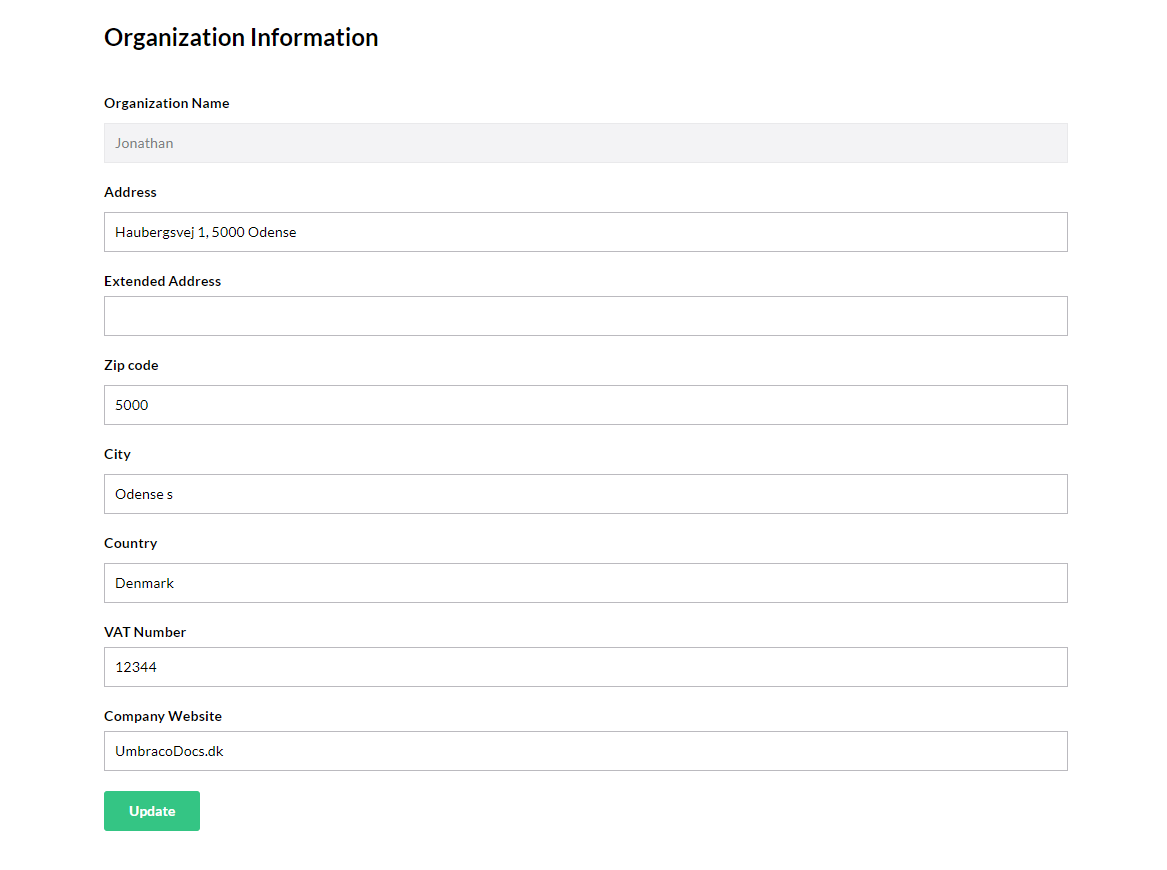 Organization Information
Organization Name
Jonathan
Address
Haubergsvej 1, 5000 Odense
Extended Address
Zip code
5000
City
Odense s
Country
Denmark
VAT Number
12344
Company Website
UmbracoDocs.dk
Update